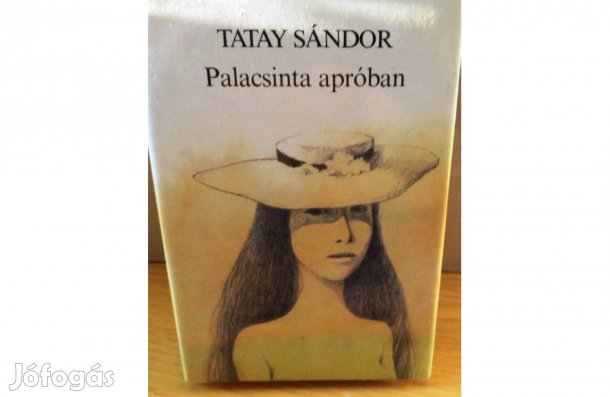 TATAY SÁNDOR
Palacsinta apróban
Jófogás